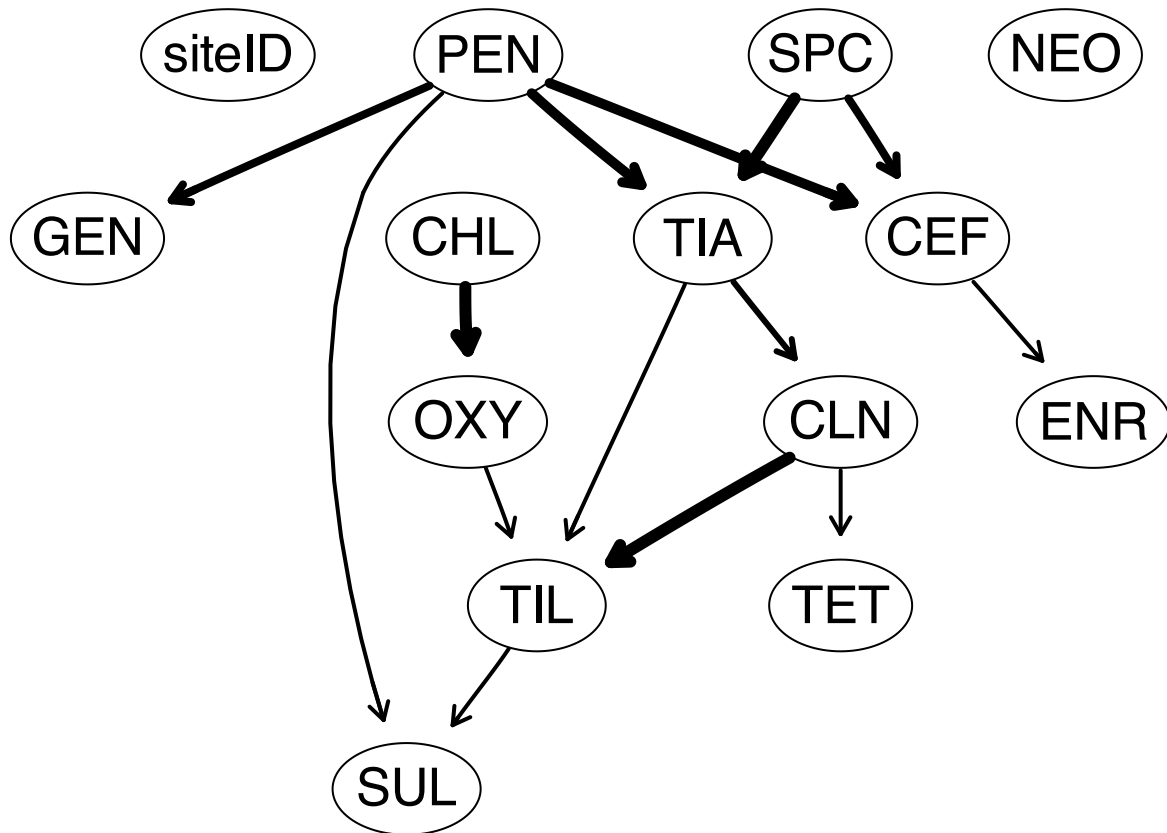 siteID PEN SPC NEO
GEN CHL TIA CEF
OXY CLN ENR
TIL TET
SUL